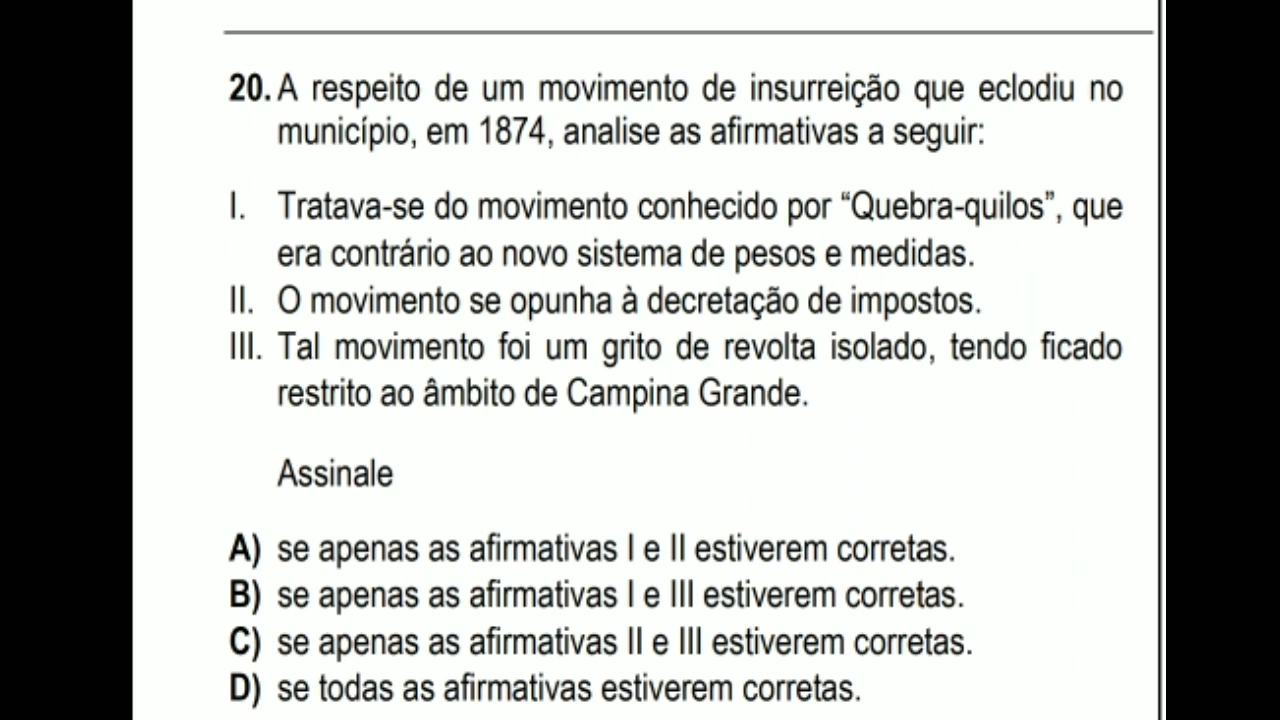 20. A respeito de um movimento de insurreição que eclodiu no
município, em 1874, analise as afirmativas a seguir:
I. Tratava-se do movimento conhecido por “Quebra-quilos”, que
era contrário ao novo sistema de pesos e medidas.
II. O movimento se opunha à decretação de impostos.
III. Tal movimento foi um grito de revolta isolado, tendo ficado
restrito ao âmbito de Campina Grande.
Assinale
A) se apenas as afirmativas I e II estiverem corretas.
B) se apenas as afirmativas I e III estiverem corretas.
C) se apenas as afirmativas II e III estiverem corretas.
D) se todas as afirmativas estiverem corretas.